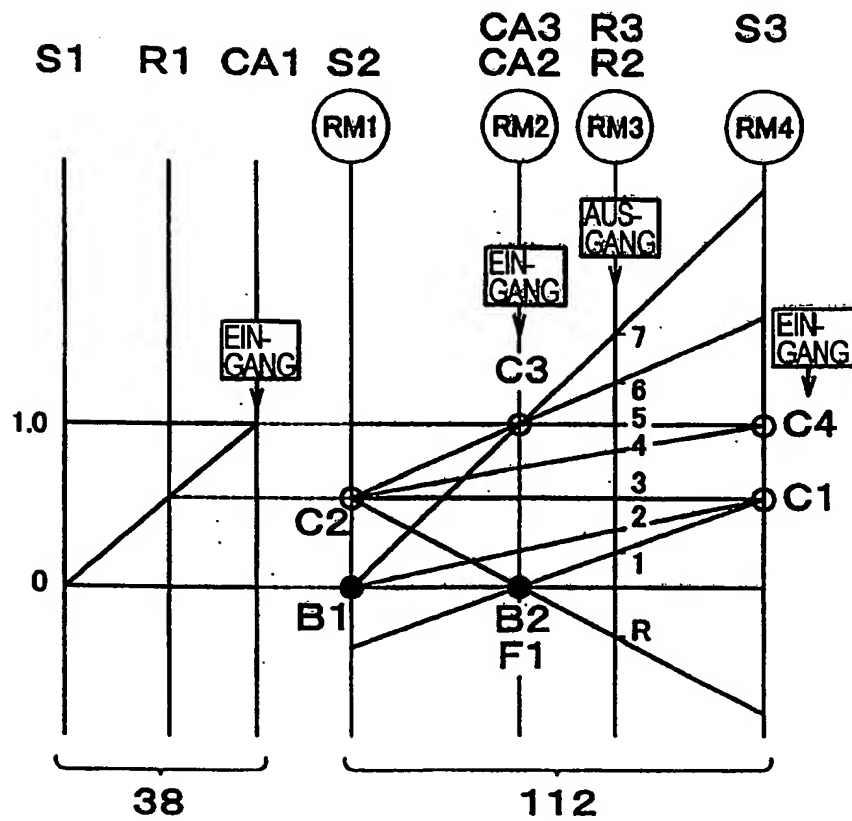 CA3 R3 S3
S1 R1 CA1 S2 CA2 R2
RM1 RM2 RM3 RM4
AUS-
GANG
EIN-
GANG
EIN-
GANG
EIN-
GANG
7
C3
6
1.0 5 C4
4
3
C2 C1
2
1
0
B1 B2
F1
R
38 112